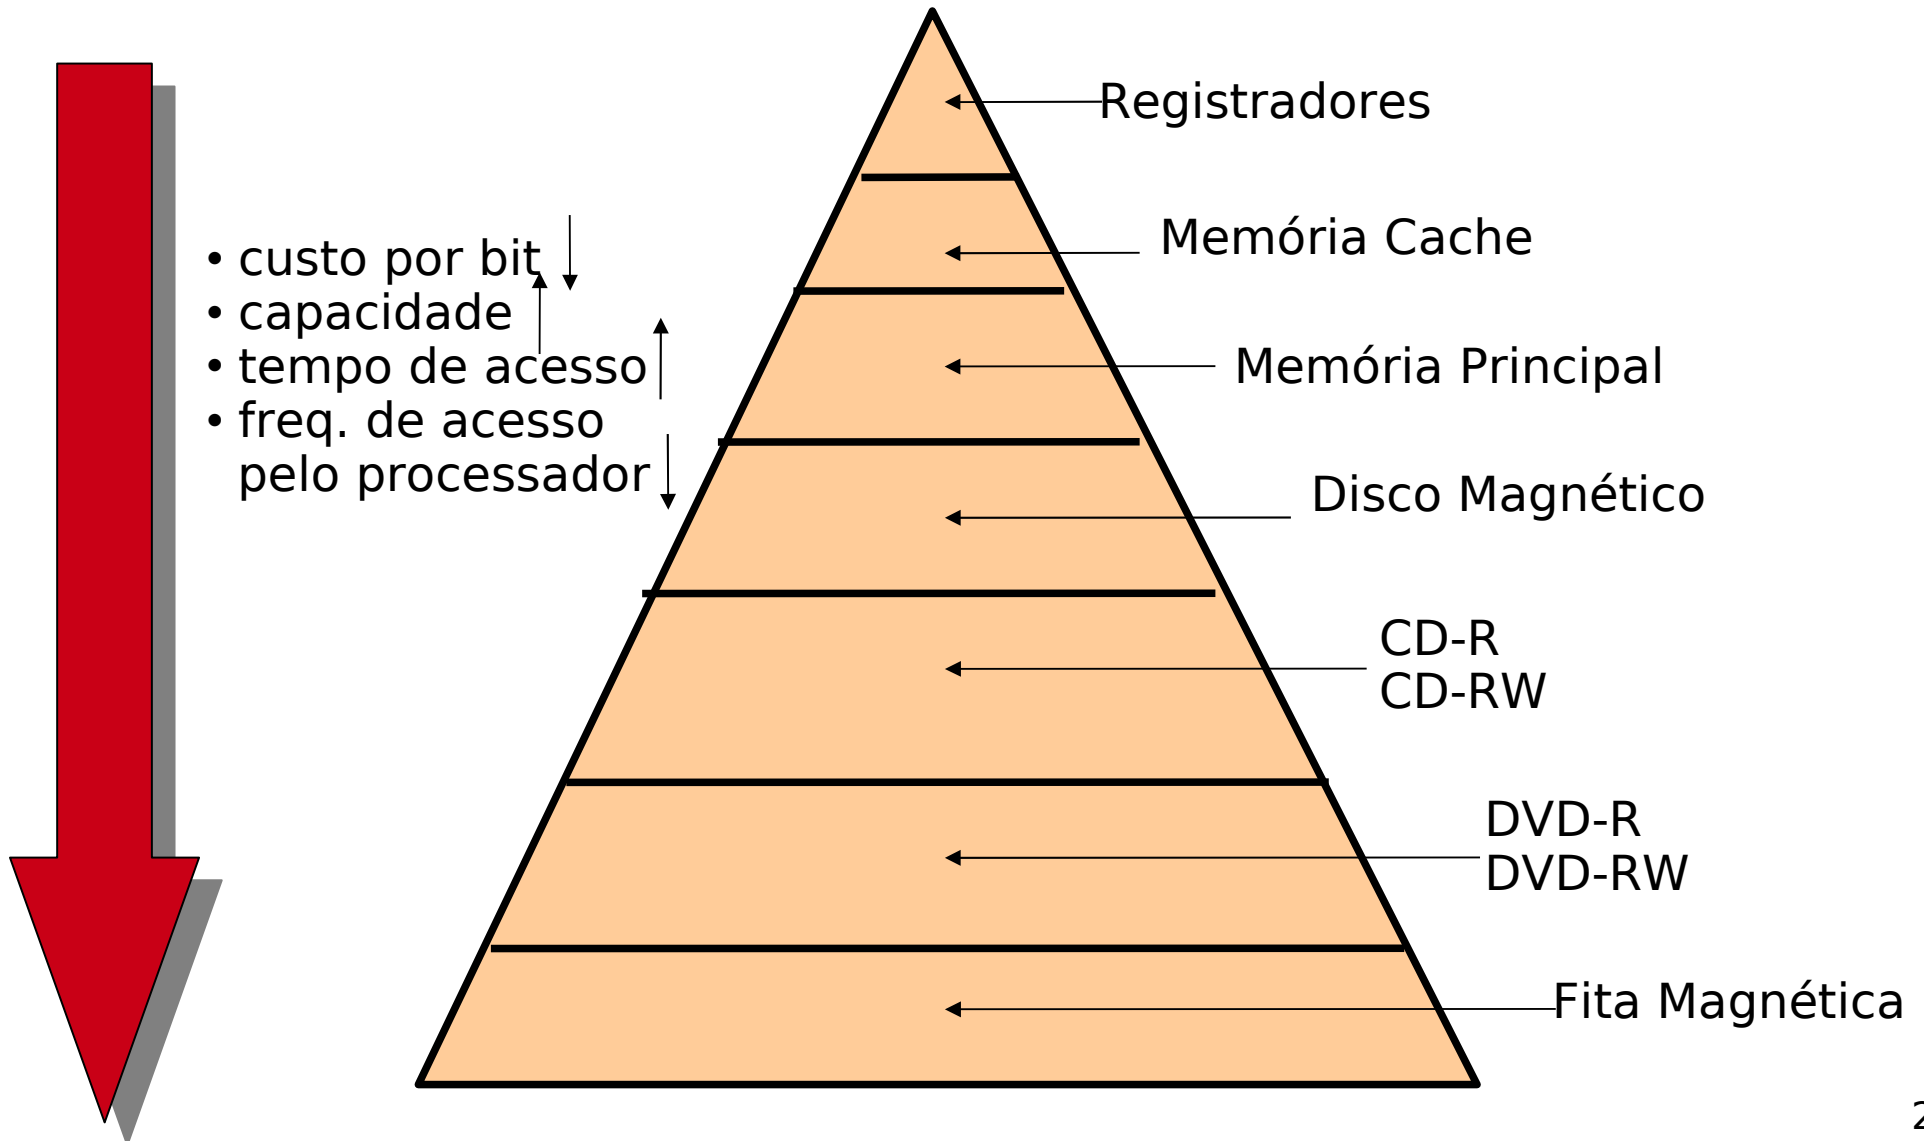 Registradores
Memória Cache
• custo por bit
• capacidade
• tempo de acesso
• freq. de acesso
pelo processador
Memória Principal
Disco Magnético
CD-R
CD-RW
DVD-R
DVD-RW
Fita Magnética
2